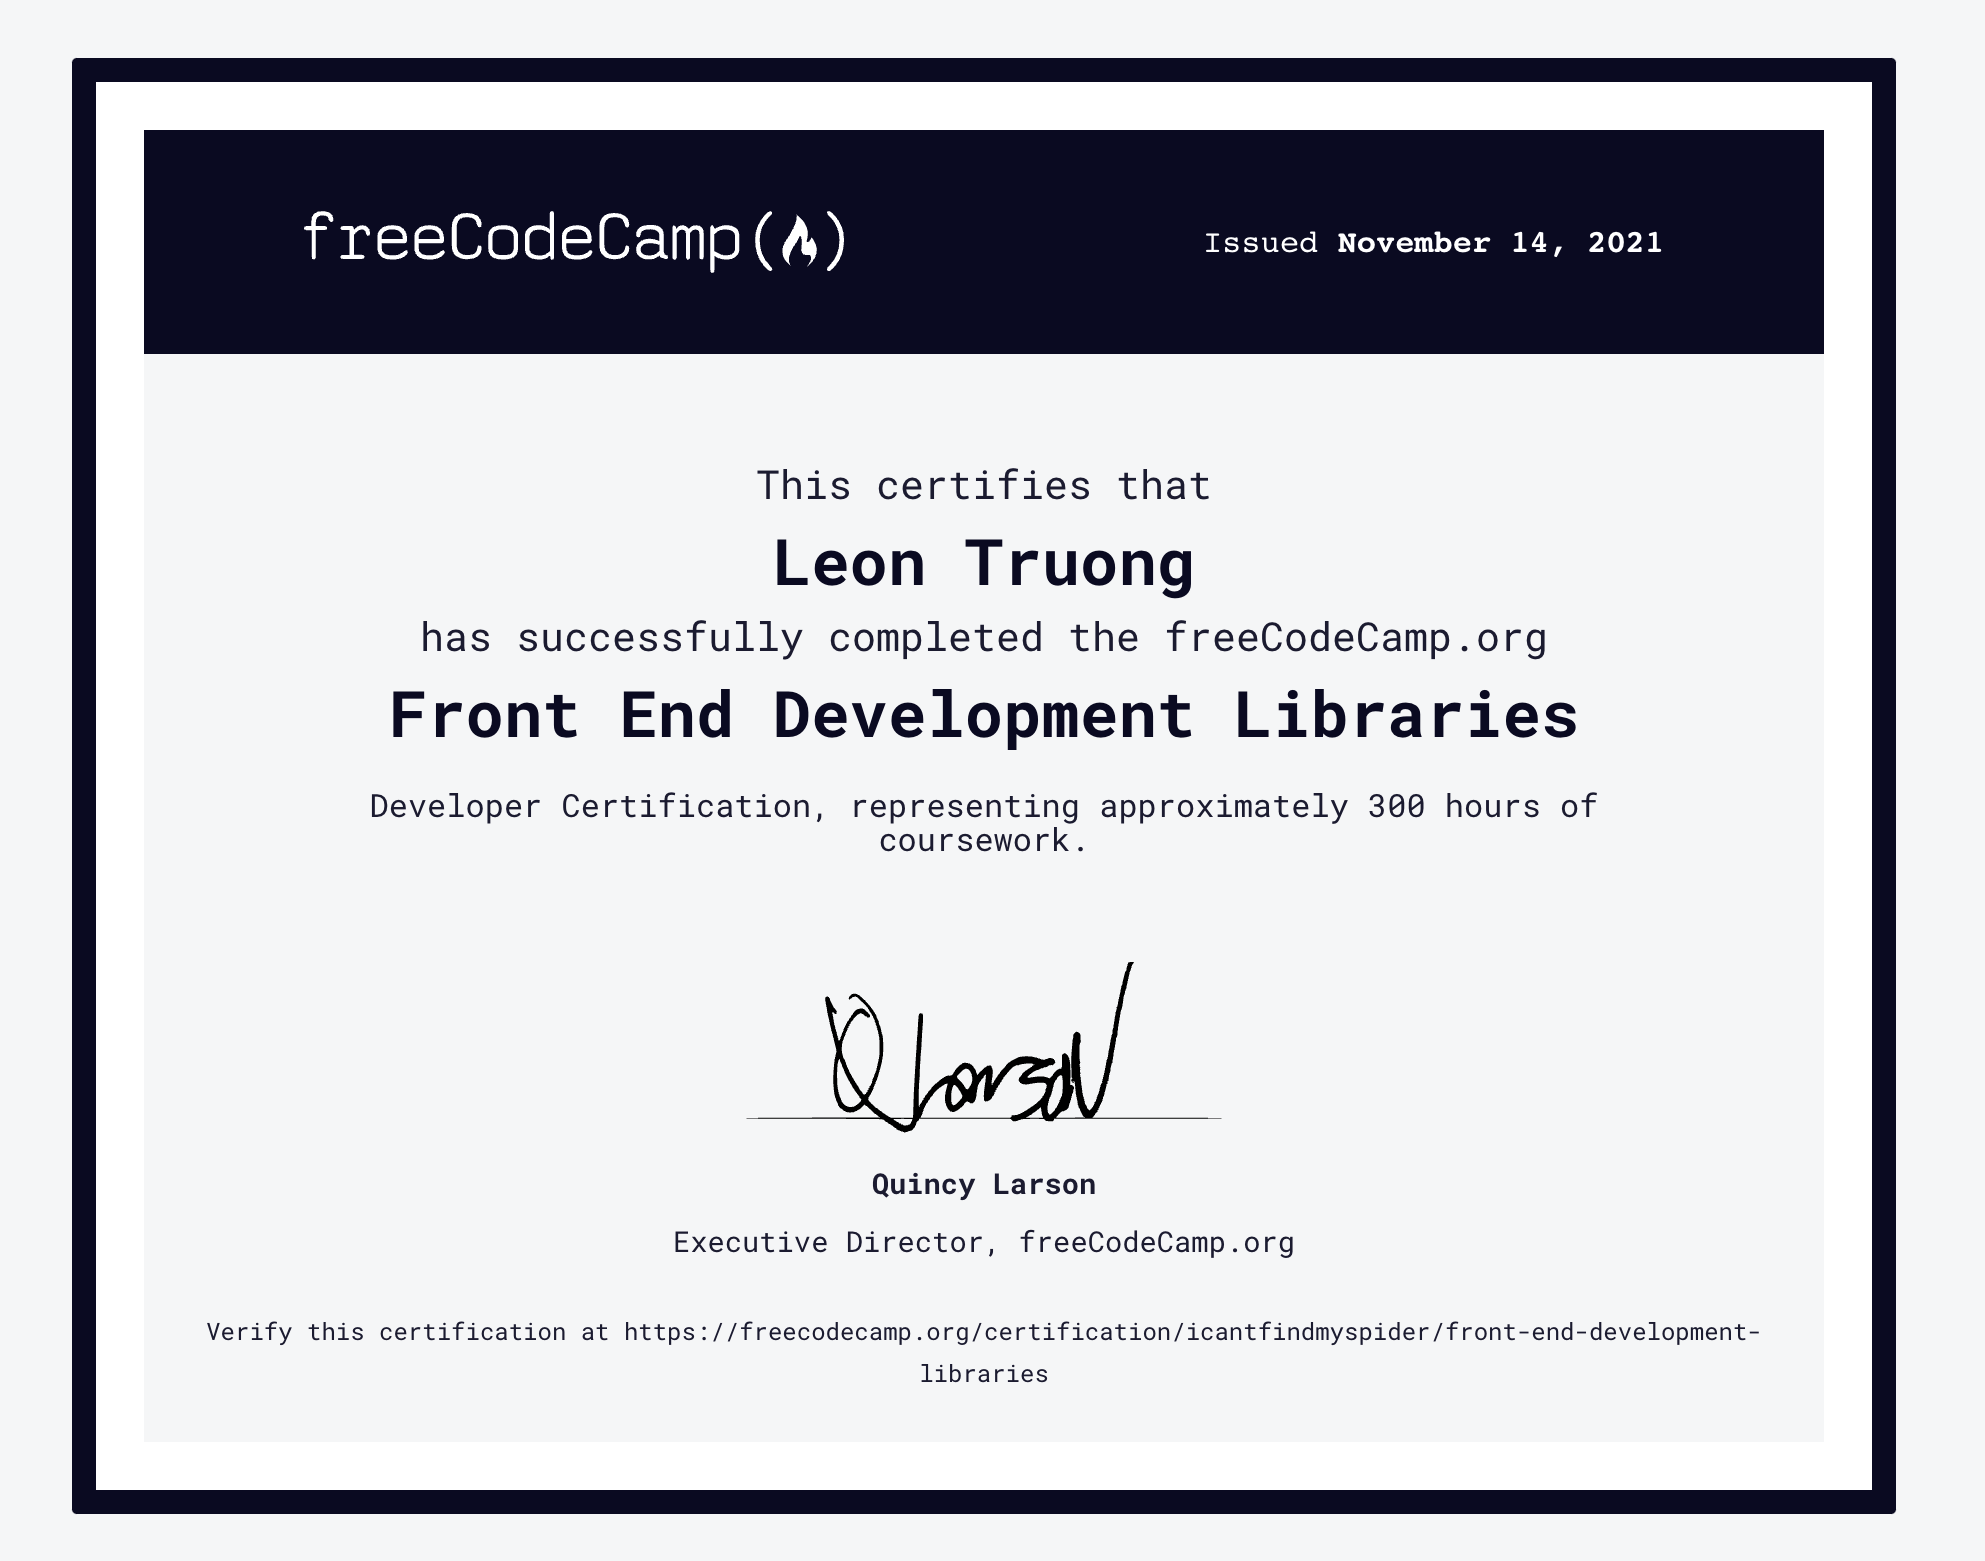 freeCodeCamp(🔥)
Issued November 14, 2021
This certifies that
Leon Truong
has successfully completed the freeCodeCamp.org
Front End Development Libraries
Developer Certification, representing approximately 300 hours of
coursework.
QLarson
Quincy Larson
Executive Director, freeCodeCamp.org
Verify this certification at https://freecodecamp.org/certification/icantfindmyspider/front-end-development-
libraries